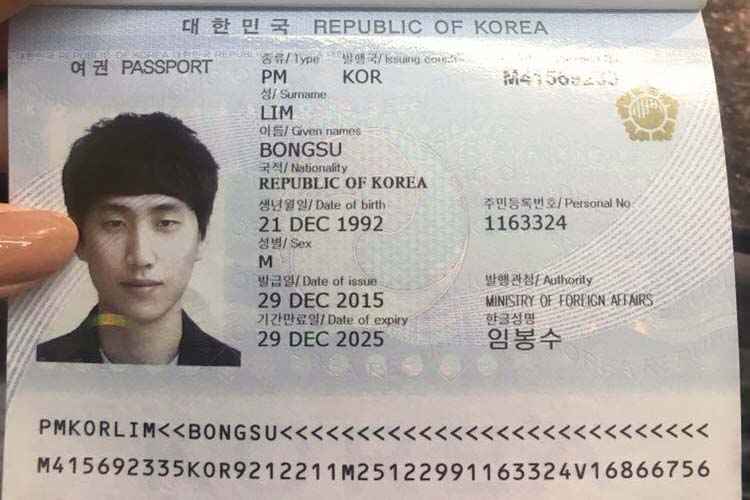 대한민국 REPUBLIC OF KOREA
여권 PASSPORT
종류/ Type 발행국/ Issuing country
PM KOR M41569233
성/ Surname
LIM
이름/ Given names
BONGSU
국적/ Nationality
REPUBLIC OF KOREA
생년월일/ Date of birth 주민등록번호/ Personal No.
21 DEC 1992 1163324
성별/ Sex
M
발급일/ Date of issue 발행관청/ Authority
29 DEC 2015 MINISTRY OF FOREIGN AFFAIRS
기간만료일/ Date of expiry 한글성명
29 DEC 2025 임봉수
PMKORLIM<<BONGSU<<<<<<<<<<<<<<<<<<<<<<<<<<<<
M415692335KOR9212211M25122991163324V16866756